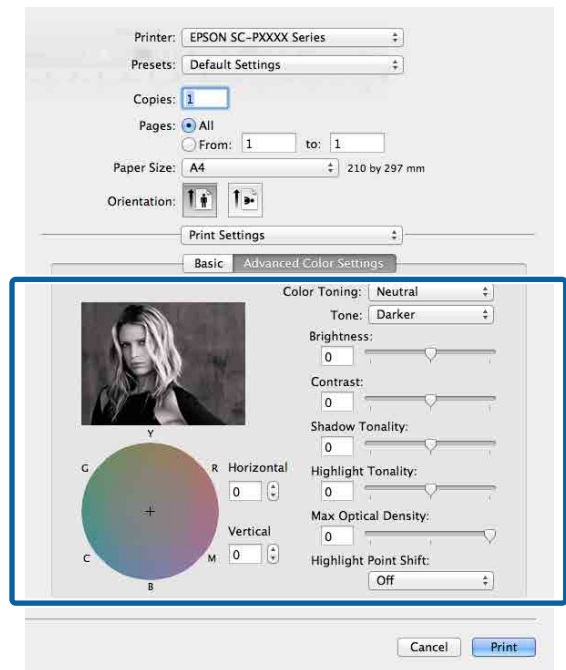 Printer: EPSON SC-PXXXX Series
Presets: Default Settings
Copies: 1
Pages: All
From: 1 to: 1
Paper Size: A4 210 by 297 mm
Orientation:
Print Settings
Basic Advanced Color Settings
Color Toning: Neutral
Tone: Darker
Brightness:
0
Contrast:
0
Shadow Tonality:
0
Highlight Tonality:
0
Max Optical Density:
0
Highlight Point Shift:
Off
Y
G R
C M
B
Horizontal
0
Vertical
0
Cancel Print